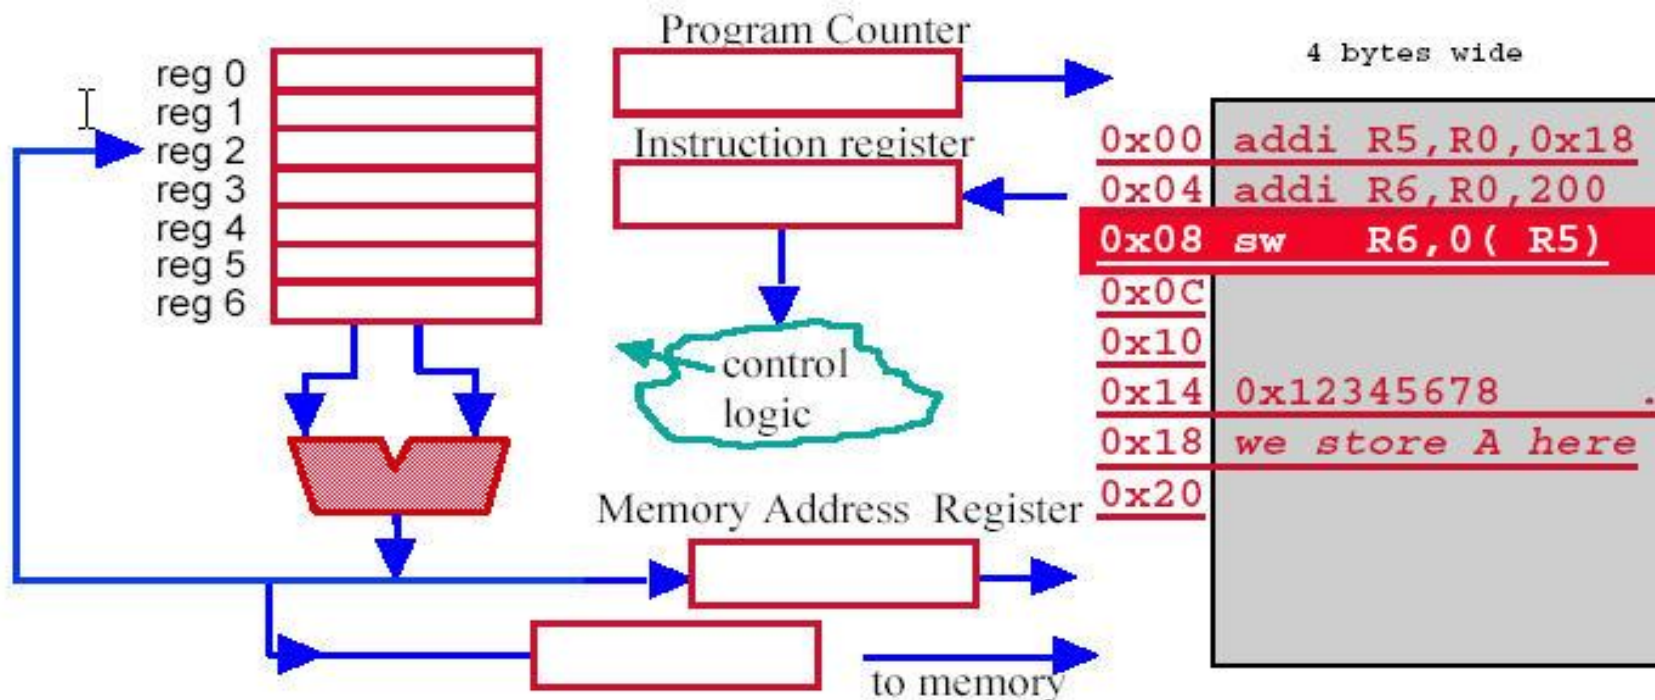 Program Counter
4 bytes wide
reg 0
reg 1
reg 2
reg 3
reg 4
reg 5
reg 6
Instruction register
control
logic
Memory Address Register
to memory
0x00 addi R5,R0,0x18
0x04 addi R6,R0,200
0x08 sw R6,0( R5)
0x0C
0x10
0x14 0x12345678 .
0x18 we store A here
0x20